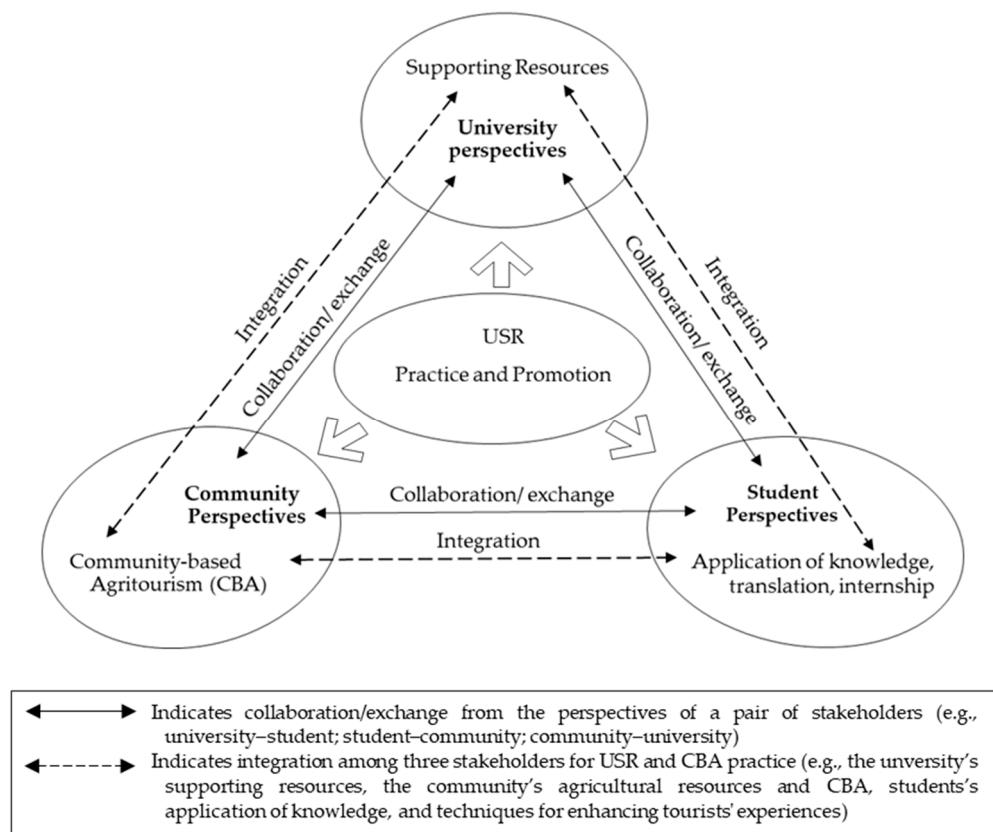 Supporting Resources
University
perspectives
Integration
Collaboration/ exchange
Collaboration/ exchange
Integration
USR
Practice and Promotion
Community
Perspectives
Community-based
Agritourism (CBA)
Collaboration/ exchange
Integration
Student
Perspectives
Application of knowledge,
translation, internship
Indicates collaboration/exchange from the perspectives of a pair of stakeholders (e.g.,
university–student; student–community; community–university)
Indicates integration among three stakeholders for USR and CBA practice (e.g., the unversity's
supporting resources, the community's agricultural resources and CBA, students's
application of knowledge, and techniques for enhancing tourists' experiences)